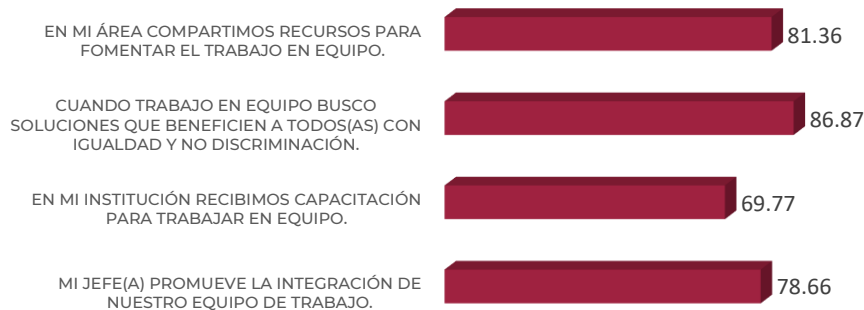 EN MI ÁREA COMPARTIMOS RECURSOS PARA
FOMENTAR EL TRABAJO EN EQUIPO.
81.36
CUANDO TRABAJO EN EQUIPO BUSCO
SOLUCIONES QUE BENEFICIEN A TODOS(AS) CON
IGUALDAD Y NO DISCRIMINACIÓN.
86.87
EN MI INSTITUCIÓN RECIBIMOS CAPACITACIÓN
PARA TRABAJAR EN EQUIPO.
69.77
MI JEFE(A) PROMUEVE LA INTEGRACIÓN DE
NUESTRO EQUIPO DE TRABAJO.
78.66